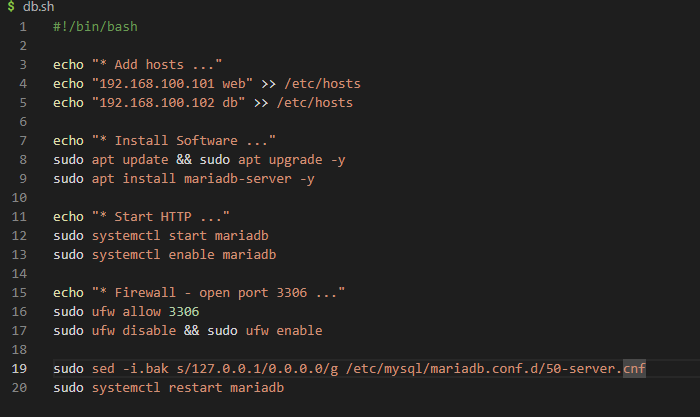 $ db.sh
1 #!/bin/bash
2
3 echo "* Add hosts ..."
4 echo "192.168.100.101 web" >> /etc/hosts
5 echo "192.168.100.102 db" >> /etc/hosts
6
7 echo "* Install Software ..."
8 sudo apt update && sudo apt upgrade -y
9 sudo apt install mariadb-server -y
10
11 echo "* Start HTTP ..."
12 sudo systemctl start mariadb
13 sudo systemctl enable mariadb
14
15 echo "* Firewall - open port 3306 ..."
16 sudo ufw allow 3306
17 sudo ufw disable && sudo ufw enable
18
19 sudo sed -i.bak s/127.0.0.1/0.0.0.0/g /etc/mysql/mariadb.conf.d/50-server.cnf
20 sudo systemctl restart mariadb